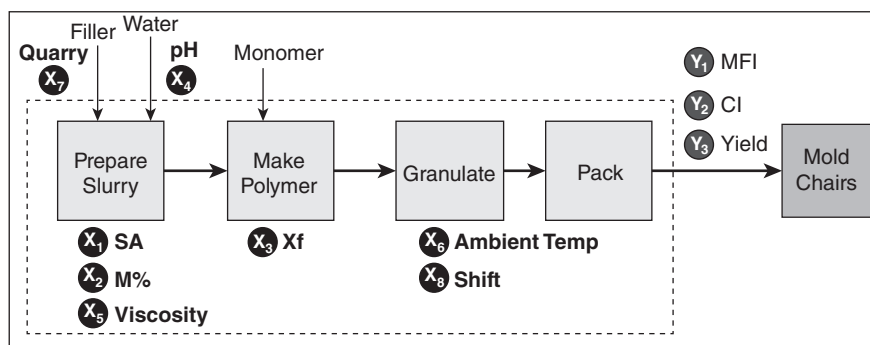 Filler
Water
Quarry
X7
pH
X4
Monomer
Y1 MFI
Y2 CI
Y3 Yield
Prepare
Slurry
Make
Polymer
Granulate
Pack
Mold
Chairs
X1 SA
X2 M%
X5 Viscosity
X3 Xf
X6 Ambient Temp
X8 Shift